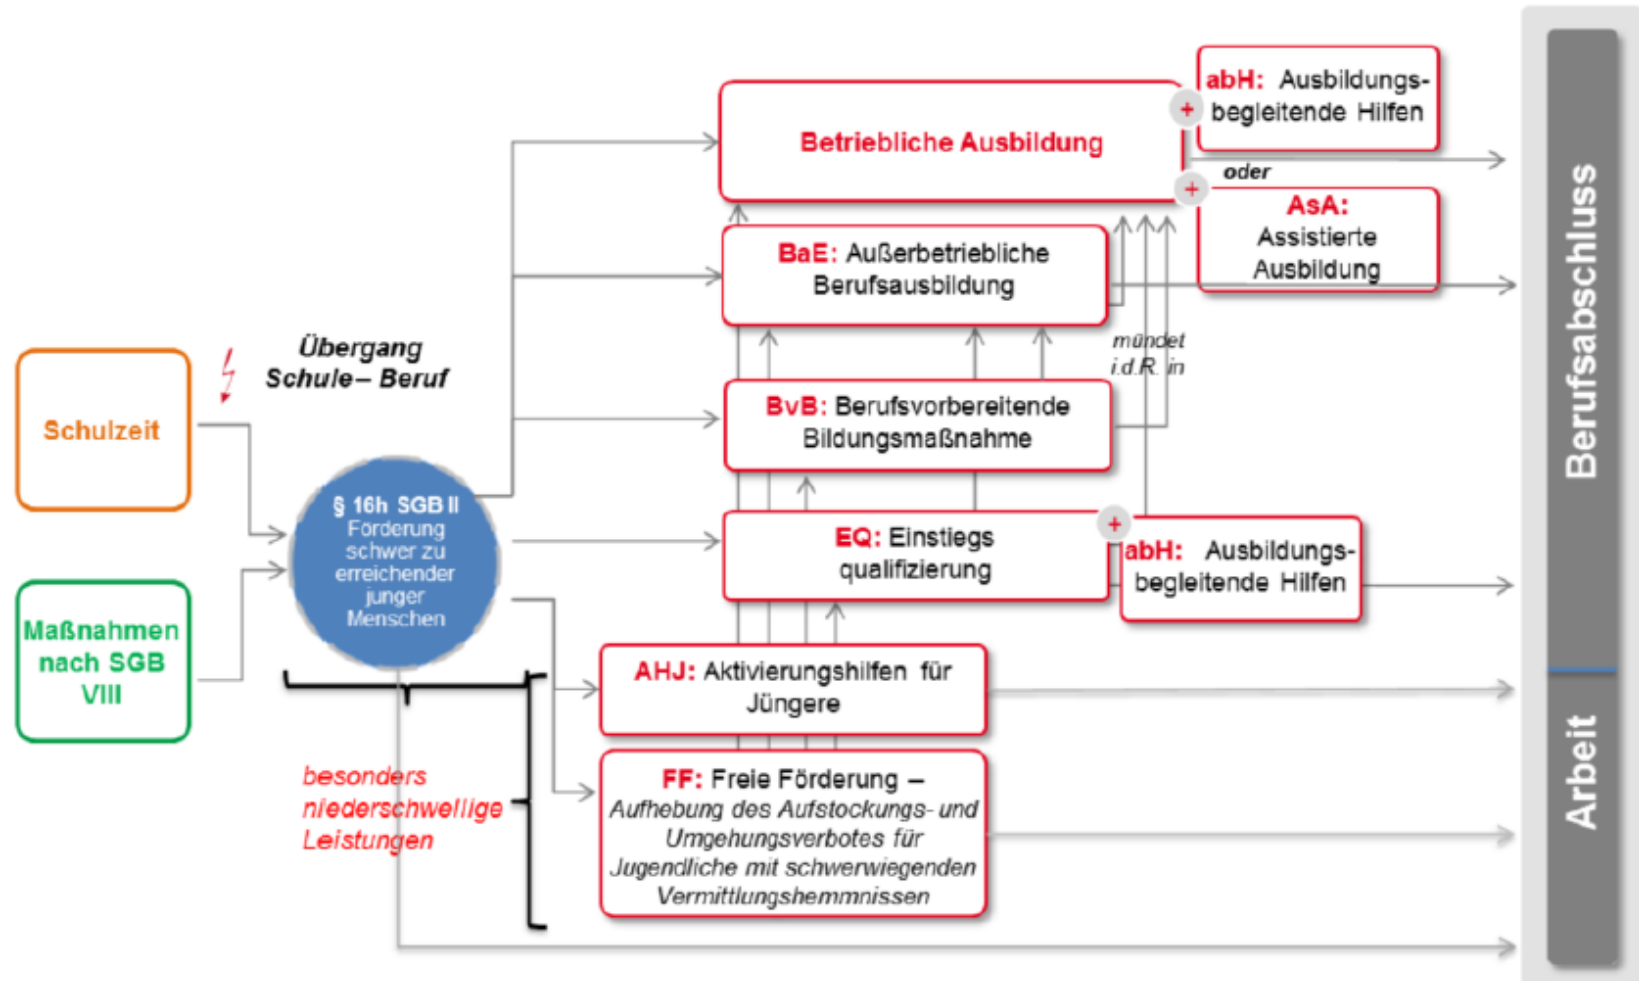 abH: Ausbildungs-
begleitende Hilfen
Betriebliche Ausbildung
+
oder
+
AsA:
Assistierte
Ausbildung
BaE: Außerbetriebliche
Berufsausbildung
Übergang
Schule– Beruf
mündet
i.d.R. in
Schulzeit
BvB: Berufsvorbereitende
Bildungsmaßnahme
§ 16h SGB II
Förderung
schwer zu
erreichender
junger
Menschen
EQ: Einstiegs
qualifizierung
+
abH: Ausbildungs-
begleitende Hilfen
Maßnahmen
nach SGB
VIII
AHJ: Aktivierungshilfen für
Jüngere
besonders
niederschwellige
Leistungen
FF: Freie Förderung –
Aufhebung des Aufstockungs- und
Umgehungsverbotes für
Jugendliche mit schwerwiegenden
Vermittlungshemmnissen
Berufsabschluss
Arbeit